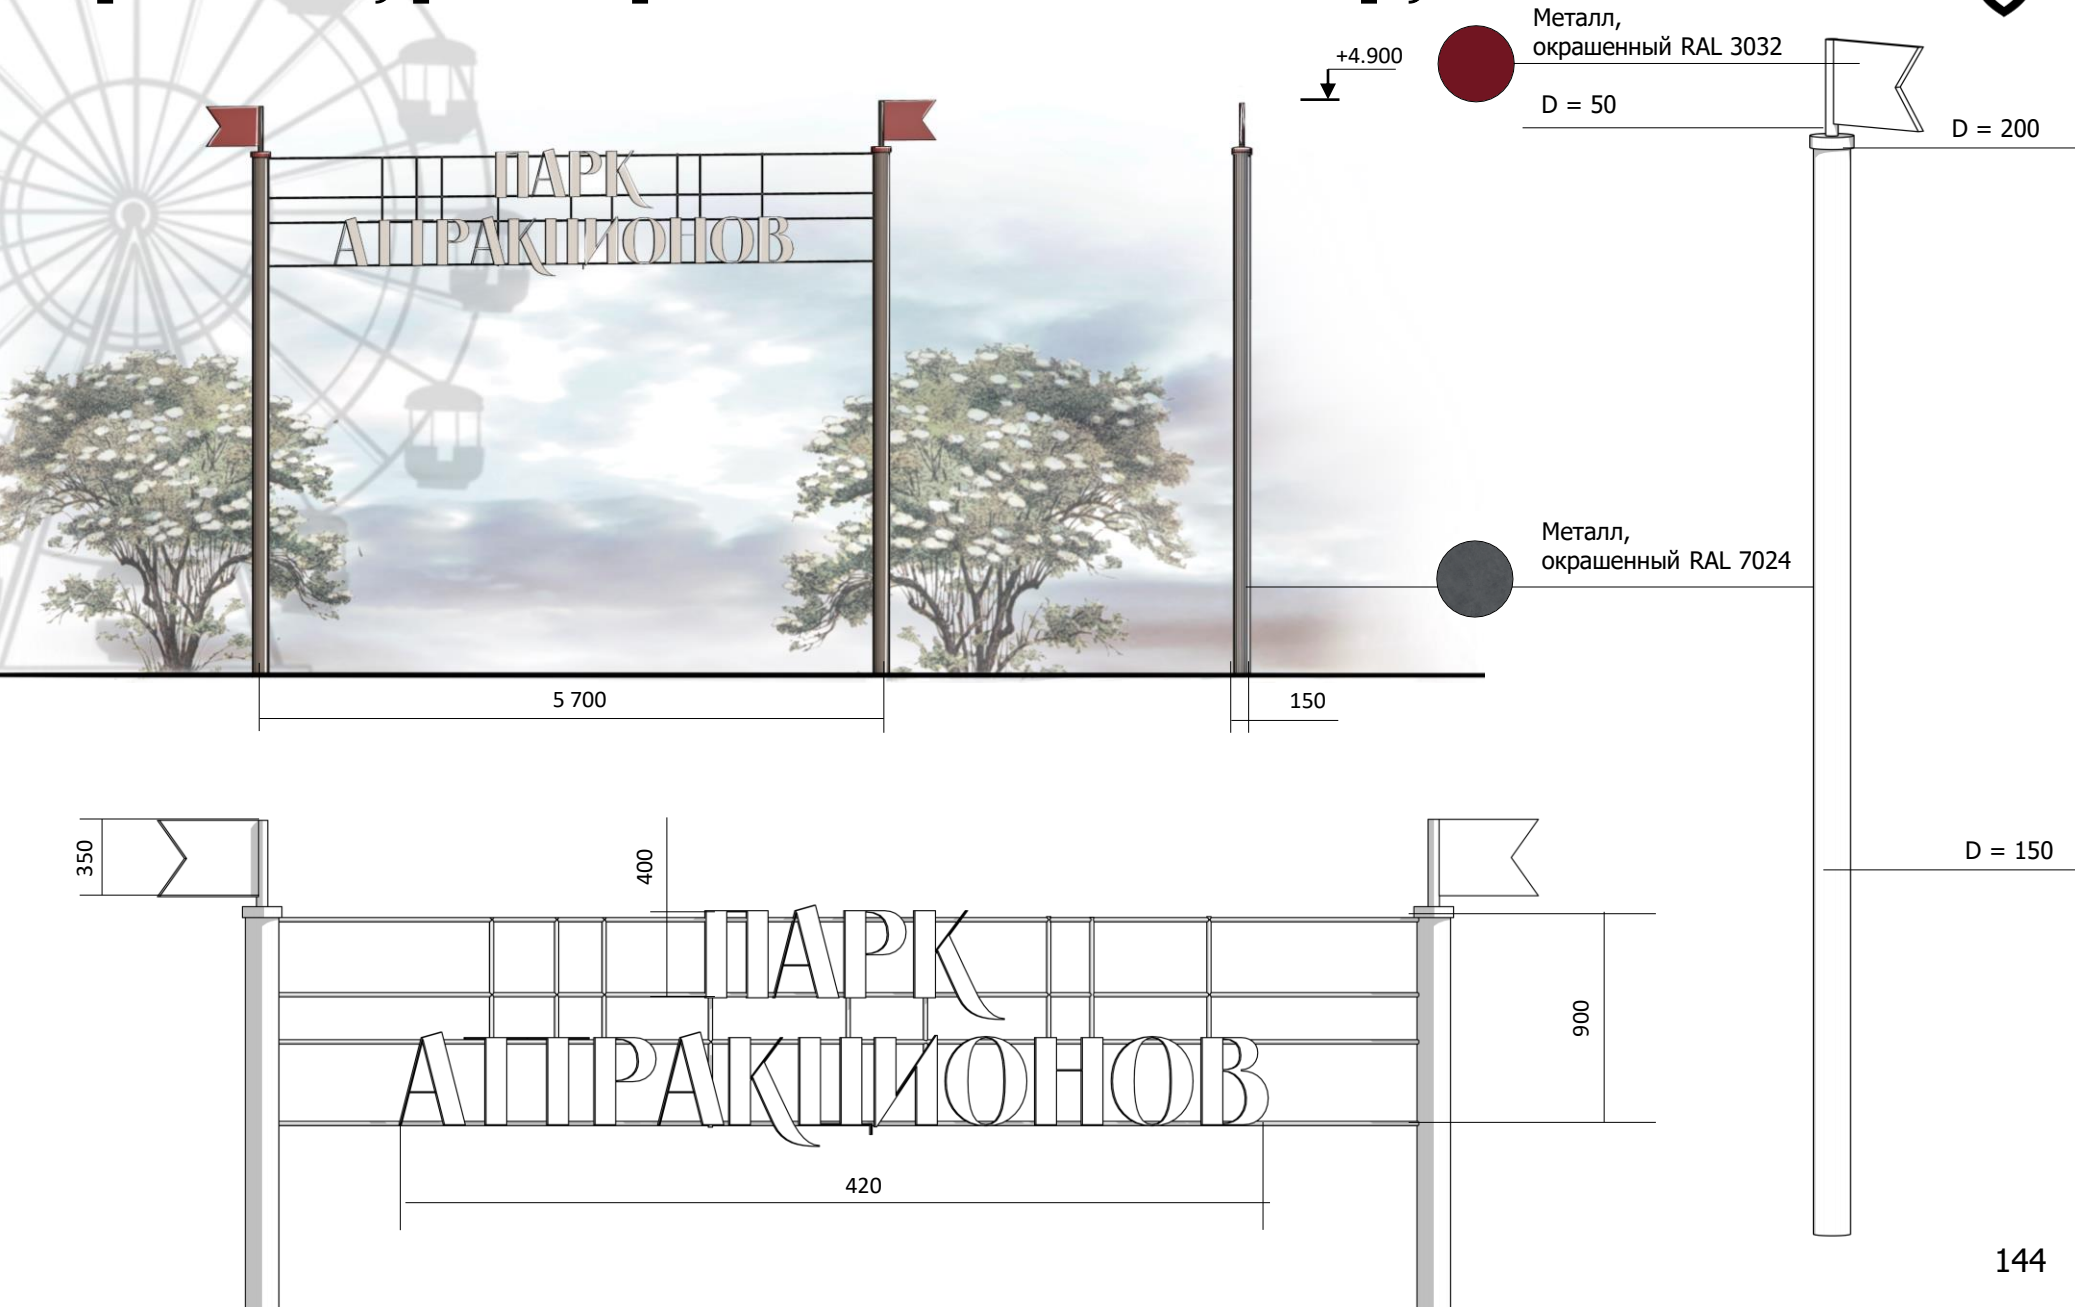 Металл,
окрашенный RAL 3032
+4.900
D = 50
D = 200
ПАРК
АТТРАКЦИОНОВ
Металл,
окрашенный RAL 7024
5 700
150
350
400
D = 150
ПАРК
АТТРАКЦИОНОВ
900
420
144